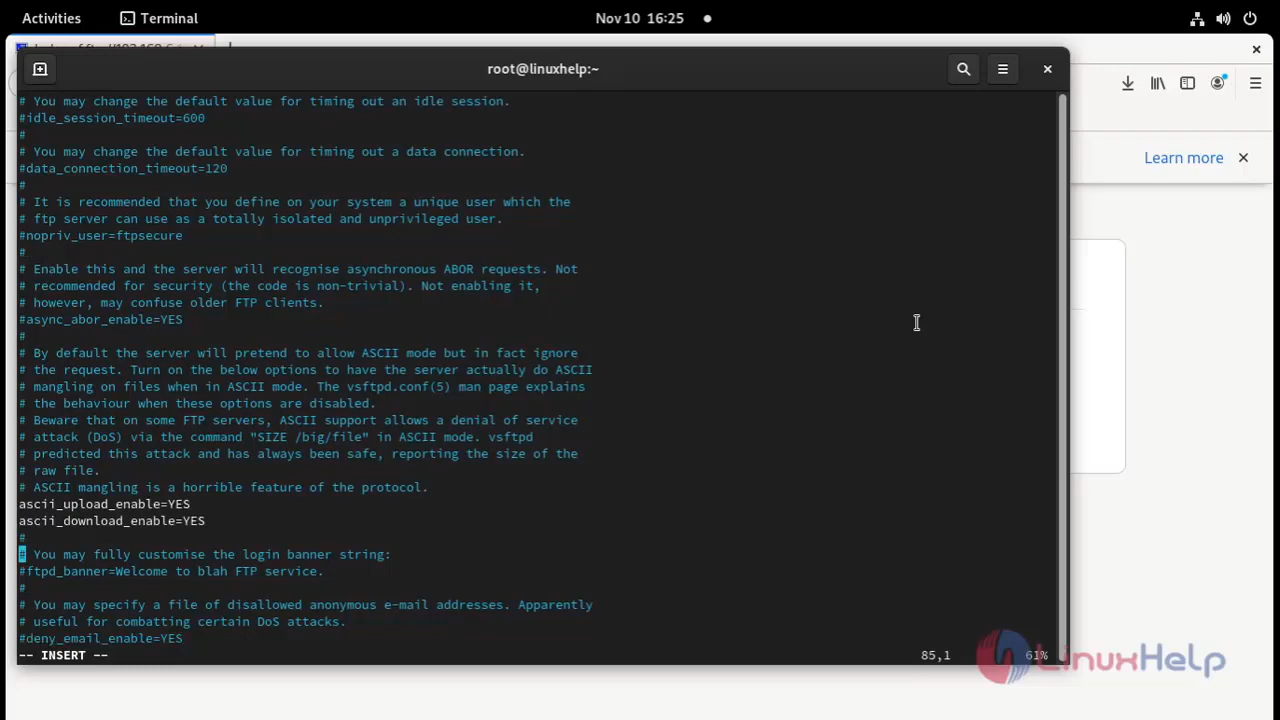 Activities
Terminal
Nov 10 16:25
root@linuxhelp:~
# You may change the default value for timing out an idle session.
#idle_session_timeout=600
#
# You may change the default value for timing out a data connection.
#data_connection_timeout=120
#
# It is recommended that you define on your system a unique user which the
# ftp server can use as a totally isolated and unprivileged user.
#nopriv_user=ftpsecure
#
# Enable this and the server will recognise asynchronous ABOR requests. Not
# recommended for security (the code is non-trivial). Not enabling it,
# however, may confuse older FTP clients.
#async_abor_enable=YES
#
# By default the server will pretend to allow ASCII mode but in fact ignore
# the request. Turn on the below options to have the server actually do ASCII
# mangling on files when in ASCII mode. The vsftpd.conf(5) man page explains
# the behaviour when these options are disabled.
# Beware that on some FTP servers, ASCII support allows a denial of service
# attack (DoS) via the command "SIZE /big/file" in ASCII mode. vsftpd
# predicted this attack and has always been safe, reporting the size of the
# raw file.
# ASCII mangling is a horrible feature of the protocol.
ascii_upload_enable=YES
ascii_download_enable=YES
#
# You may fully customise the login banner string:
#ftpd_banner=Welcome to blah FTP service.
#
# You may specify a file of disallowed anonymous e-mail addresses. Apparently
# useful for combatting certain DoS attacks.
#deny_email_enable=YES
-- INSERT --
85,1
61%
Learn more
LinuxHelp